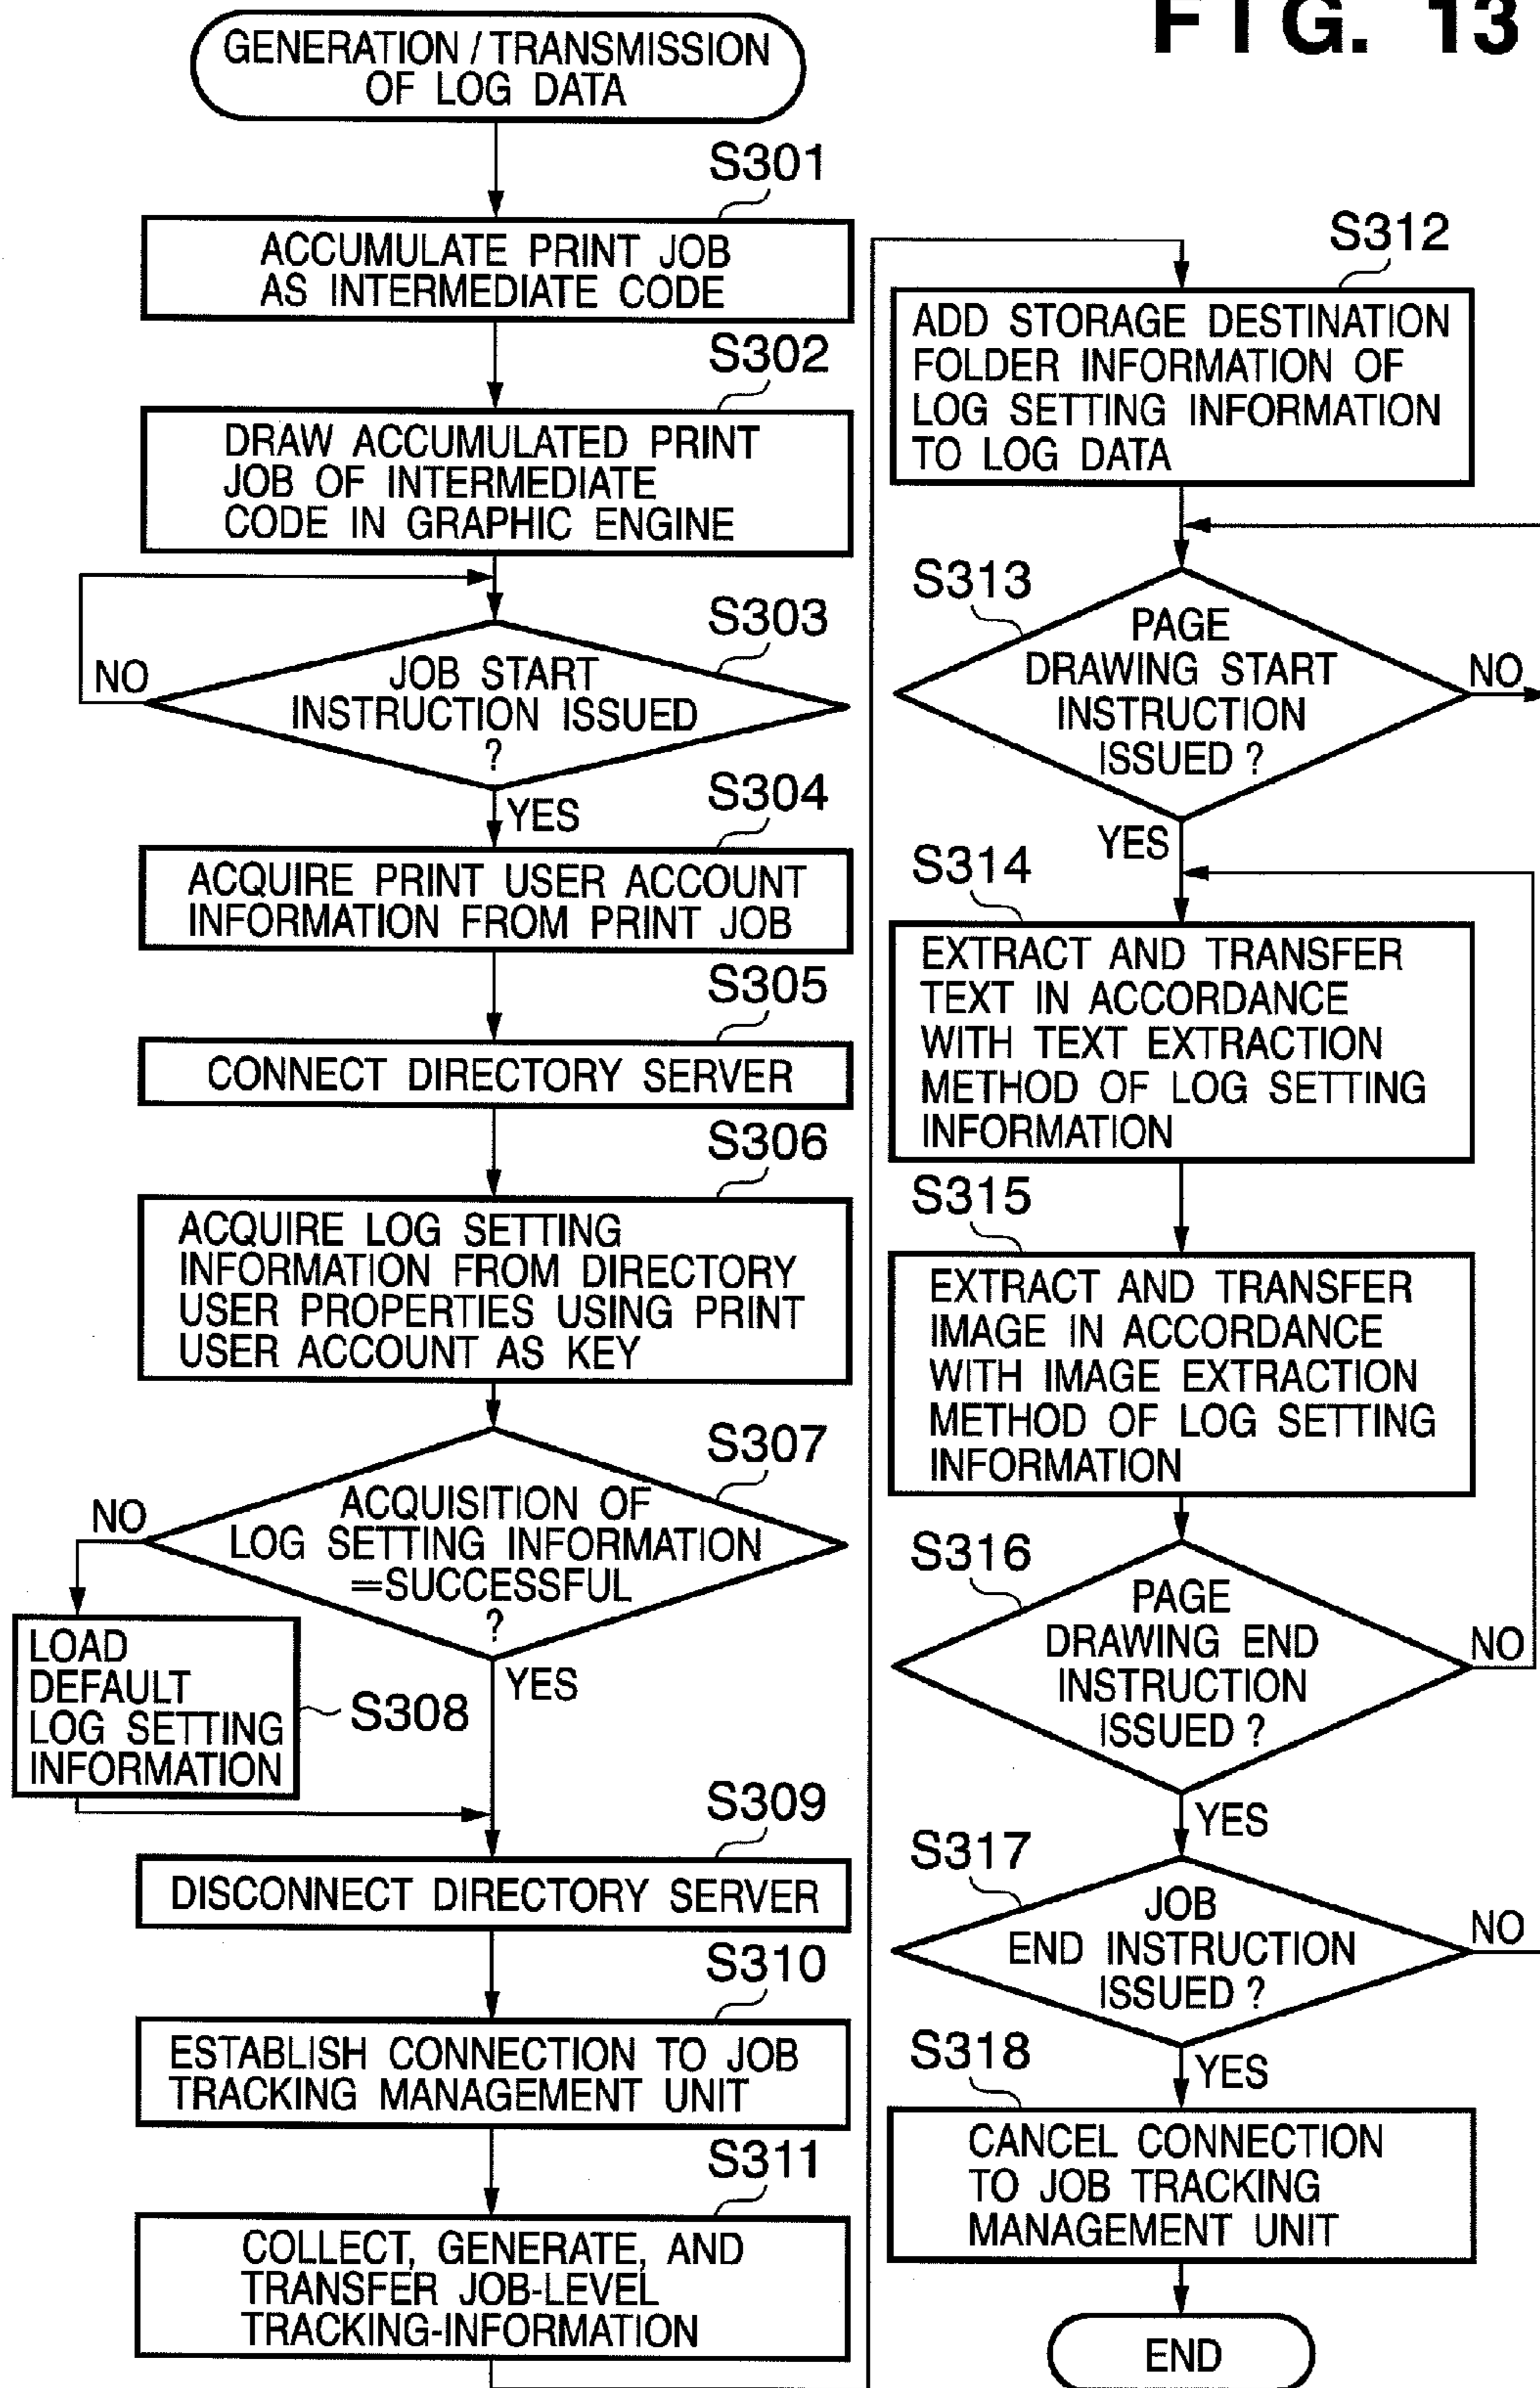 FIG. 13
GENERATION / TRANSMISSION
OF LOG DATA
S301
ACCUMULATE PRINT JOB
AS INTERMEDIATE CODE
S302
DRAW ACCUMULATED PRINT
JOB OF INTERMEDIATE
CODE IN GRAPHIC ENGINE
S303
JOB START
INSTRUCTION ISSUED
?
NO
YES
S304
ACQUIRE PRINT USER ACCOUNT
INFORMATION FROM PRINT JOB
S305
CONNECT DIRECTORY SERVER
S306
ACQUIRE LOG SETTING
INFORMATION FROM DIRECTORY
USER PROPERTIES USING PRINT
USER ACCOUNT AS KEY
S307
ACQUISITION OF
LOG SETTING INFORMATION
=SUCCESSFUL
?
NO
YES
LOAD
DEFAULT
LOG SETTING
INFORMATION
S308
S309
DISCONNECT DIRECTORY SERVER
S310
ESTABLISH CONNECTION TO JOB
TRACKING MANAGEMENT UNIT
S311
COLLECT, GENERATE, AND
TRANSFER JOB-LEVEL
TRACKING-INFORMATION
S312
ADD STORAGE DESTINATION
FOLDER INFORMATION OF
LOG SETTING INFORMATION
TO LOG DATA
S313
PAGE
DRAWING START
INSTRUCTION
ISSUED ?
NO
YES
S314
EXTRACT AND TRANSFER
TEXT IN ACCORDANCE
WITH TEXT EXTRACTION
METHOD OF LOG SETTING
INFORMATION
S315
EXTRACT AND TRANSFER
IMAGE IN ACCORDANCE
WITH IMAGE EXTRACTION
METHOD OF LOG SETTING
INFORMATION
S316
PAGE
DRAWING END
INSTRUCTION
ISSUED ?
NO
YES
S317
JOB
END INSTRUCTION
ISSUED ?
NO
YES
S318
CANCEL CONNECTION
TO JOB TRACKING
MANAGEMENT UNIT
END